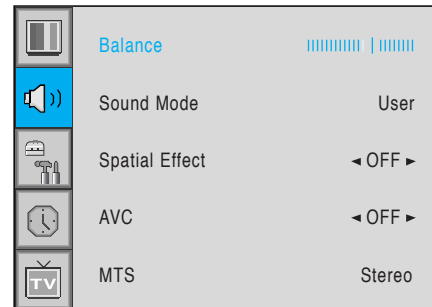 Balance
Sound Mode User
Spatial Effect ◄ OFF ►
AVC ◄ OFF ►
MTS Stereo
TV